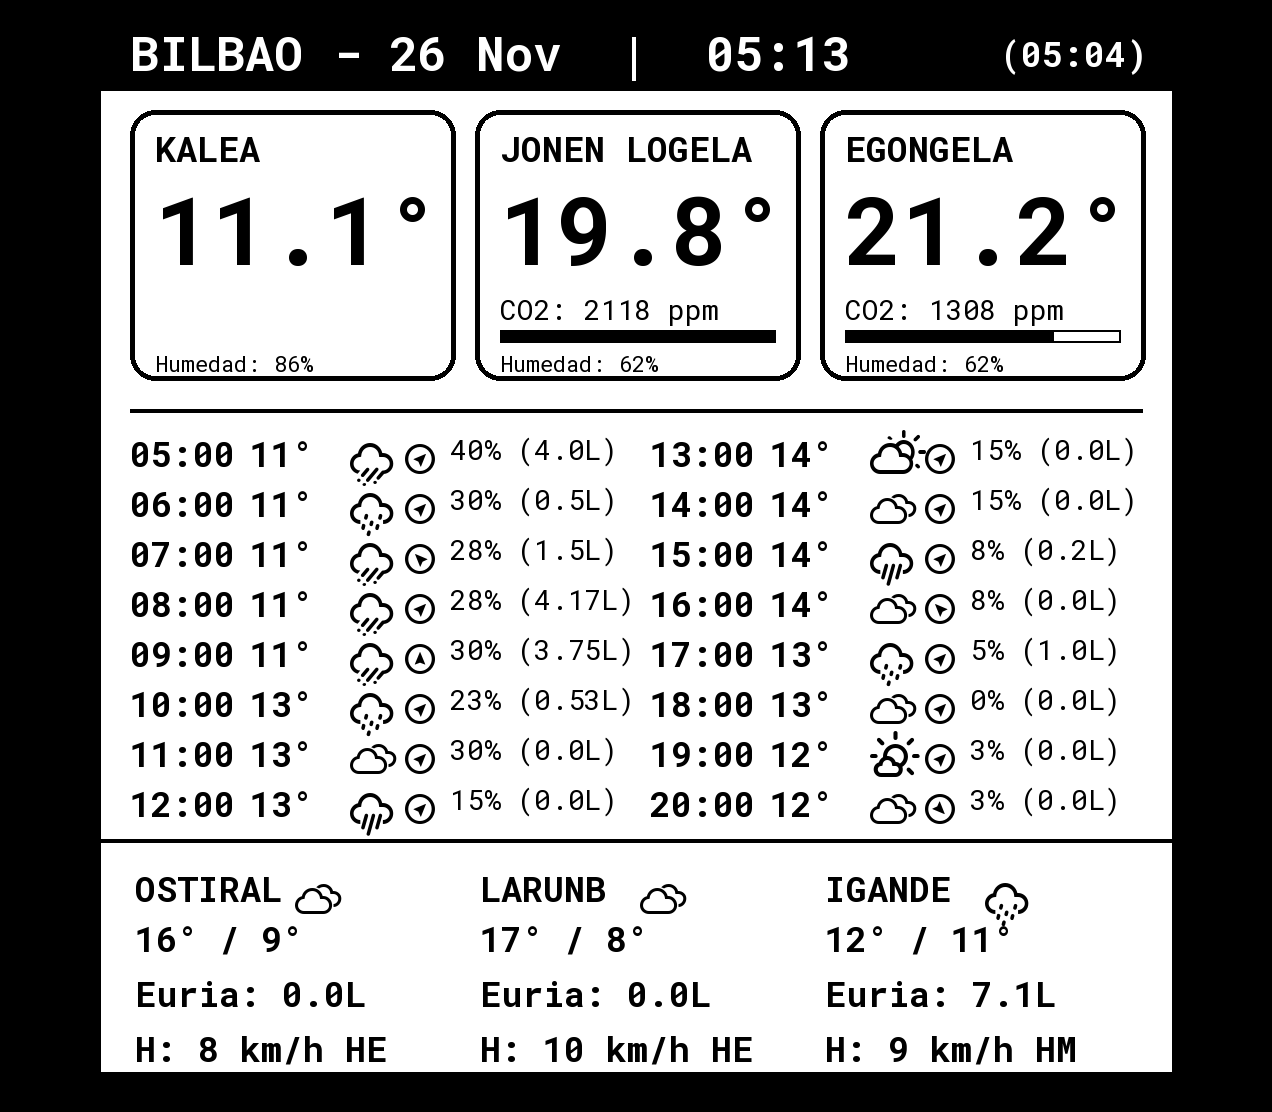 BILBAO - 26 Nov | 05:13 (05:04)
KALEA
11.1°
Humedad: 86%
JONEN LOGELA
19.8°
CO2: 2118 ppm
Humedad: 62%
EGONGELA
21.2°
CO2: 1308 ppm
Humedad: 62%
05:00 11° 40% (4.0L)
06:00 11° 30% (0.5L)
07:00 11° 28% (1.5L)
08:00 11° 28% (4.17L)
09:00 11° 30% (3.75L)
10:00 13° 23% (0.53L)
11:00 13° 30% (0.0L)
12:00 13° 15% (0.0L)
13:00 14° 15% (0.0L)
14:00 14° 15% (0.0L)
15:00 14° 8% (0.2L)
16:00 14° 8% (0.0L)
17:00 13° 5% (1.0L)
18:00 13° 0% (0.0L)
19:00 12° 3% (0.0L)
20:00 12° 3% (0.0L)
OSTIRAL
16° / 9°
Euria: 0.0L
H: 8 km/h HE
LARUNB
17° / 8°
Euria: 0.0L
H: 10 km/h HE
IGANDE
12° / 11°
Euria: 7.1L
H: 9 km/h HM